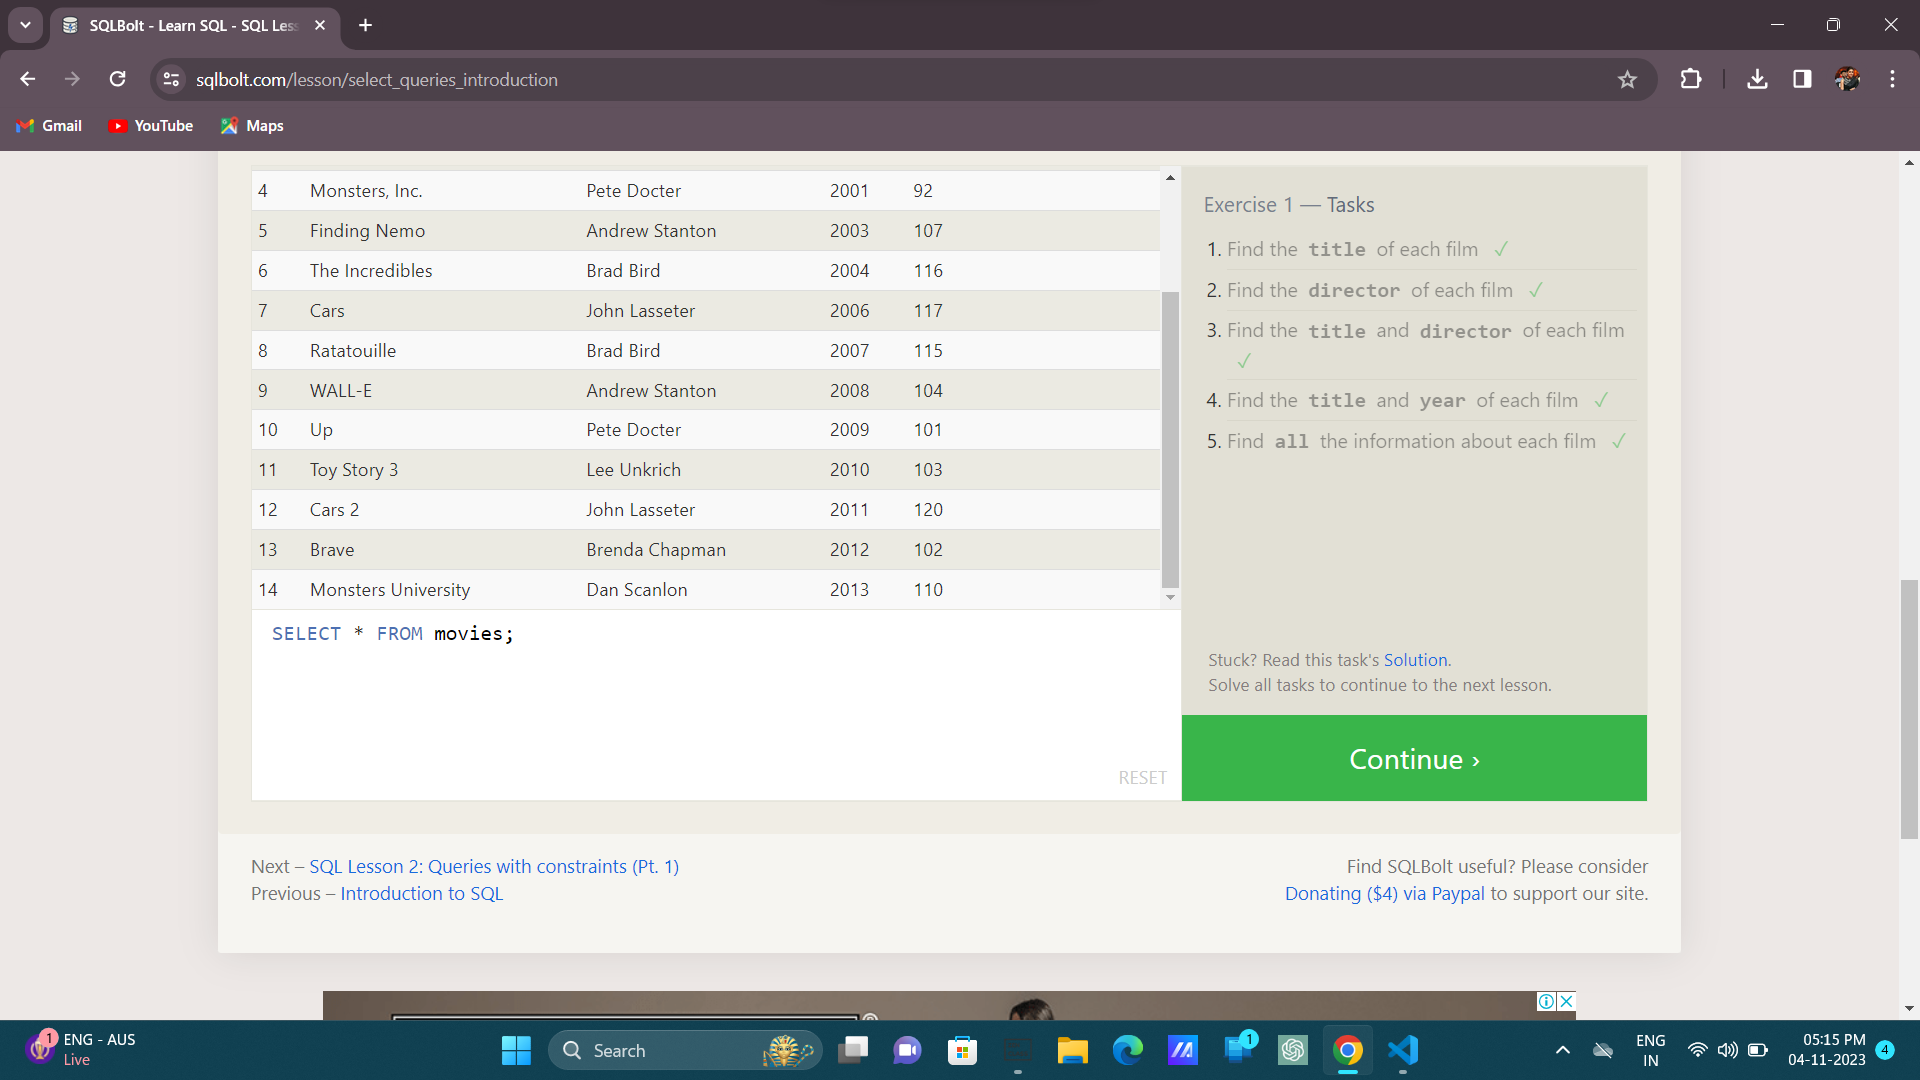 SQLBolt - Learn SQL - SQL Les
sqlbolt.com/lesson/select_queries_introduction
Gmail YouTube Maps
4 Monsters, Inc. Pete Docter 2001 92
5 Finding Nemo Andrew Stanton 2003 107
6 The Incredibles Brad Bird 2004 116
7 Cars John Lasseter 2006 117
8 Ratatouille Brad Bird 2007 115
9 WALL-E Andrew Stanton 2008 104
10 Up Pete Docter 2009 101
11 Toy Story 3 Lee Unkrich 2010 103
12 Cars 2 John Lasseter 2011 120
13 Brave Brenda Chapman 2012 102
14 Monsters University Dan Scanlon 2013 110
SELECT * FROM movies;
RESET
Exercise 1 — Tasks
1. Find the title of each film ✓
2. Find the director of each film ✓
3. Find the title and director of each film
✓
4. Find the title and year of each film ✓
5. Find all the information about each film ✓
Stuck? Read this task's Solution.
Solve all tasks to continue to the next lesson.
Continue ›
Next – SQL Lesson 2: Queries with constraints (Pt. 1)
Previous – Introduction to SQL
Find SQLBolt useful? Please consider
Donating ($4) via Paypal to support our site.
1
ENG - AUS
Live
Search
1
ENG
IN
05:15 PM
04-11-2023
4